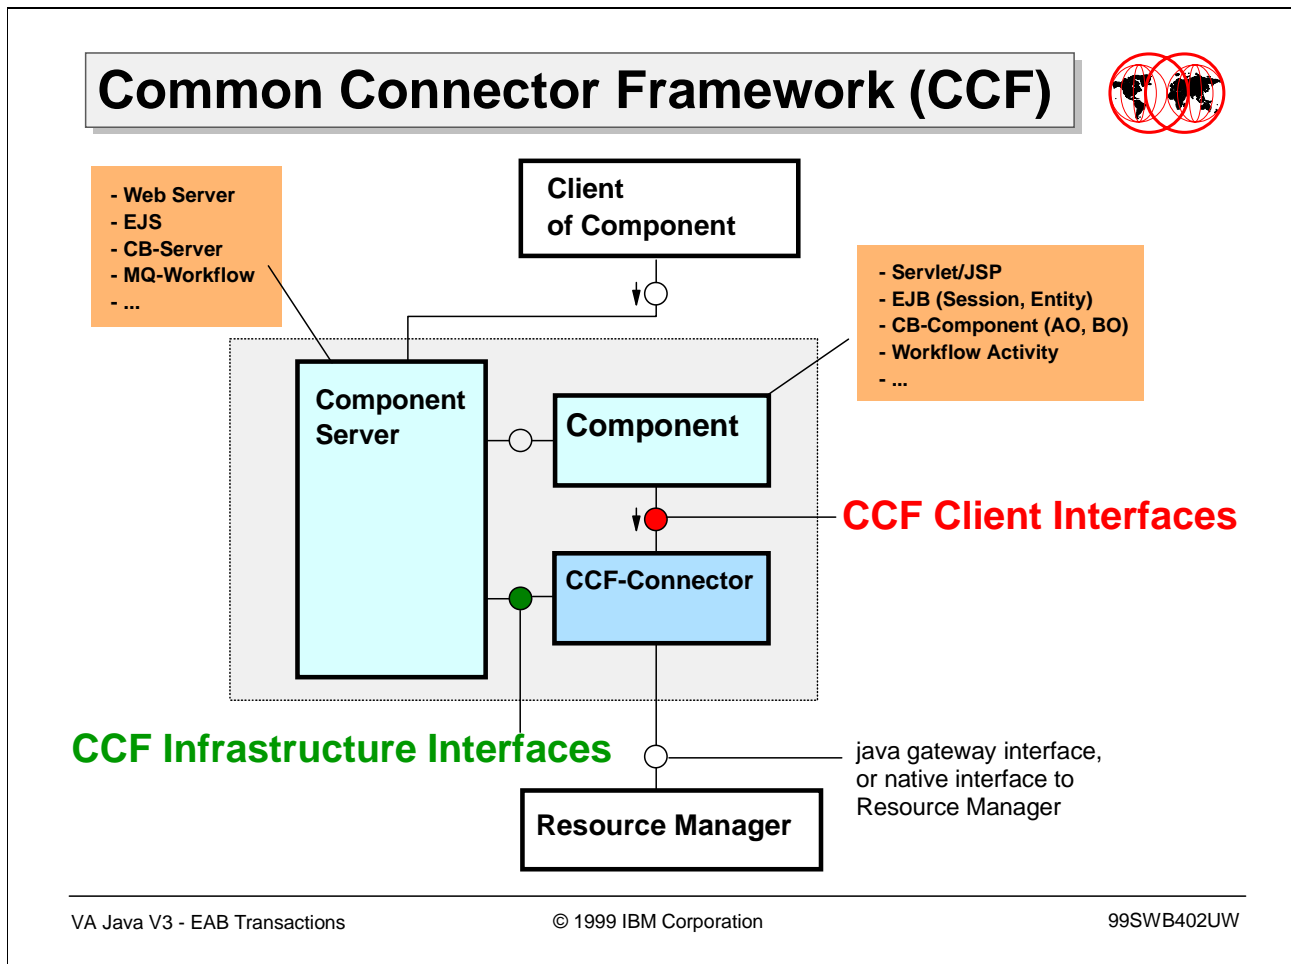 Common Connector Framework (CCF)
- Web Server
- EJS
- CB-Server
- MQ-Workflow
- ...
Client
of Component
- Servlet/JSP
- EJB (Session, Entity)
- CB-Component (AO, BO)
- Workflow Activity
- ...
Component
Server
Component
CCF Client Interfaces
CCF-Connector
CCF Infrastructure Interfaces
java gateway interface,
or native interface to
Resource Manager
Resource Manager
VA Java V3 - EAB Transactions
© 1999 IBM Corporation
99SWB402UW